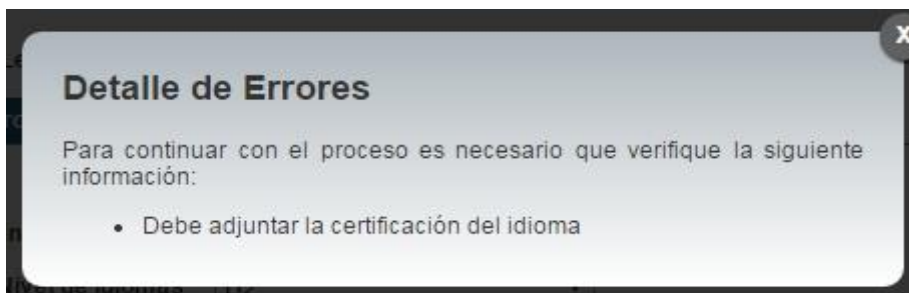 X
Detalle de Errores
Para continuar con el proceso es necesario que verifique la siguiente
información:
• Debe adjuntar la certificación del idioma